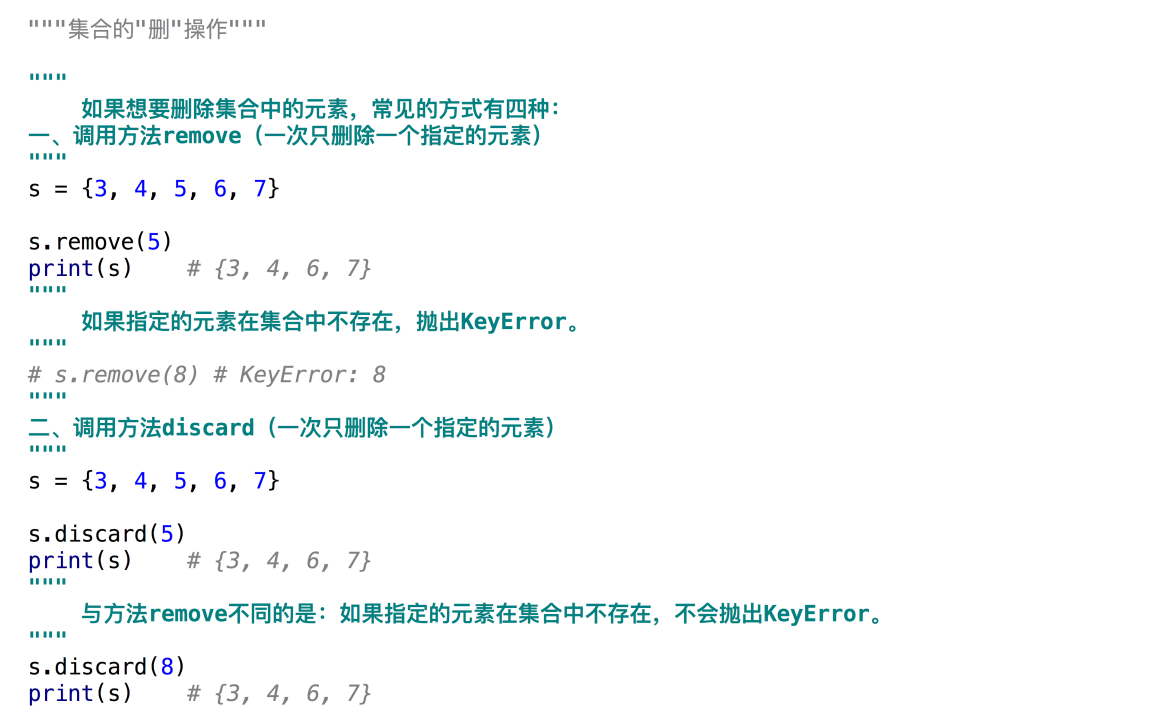 """集合的"删"操作"""
"""
如果想要删除集合中的元素，常见的方式有四种：
一、调用方法remove（一次只删除一个指定的元素）
"""
s = {3, 4, 5, 6, 7}
s.remove(5)
print(s)    # {3, 4, 6, 7}
"""
如果指定的元素在集合中不存在，抛出KeyError。
"""
# s.remove(8) # KeyError: 8
"""
二、调用方法discard（一次只删除一个指定的元素）
"""
s = {3, 4, 5, 6, 7}
s.discard(5)
print(s)    # {3, 4, 6, 7}
"""
与方法remove不同的是：如果指定的元素在集合中不存在，不会抛出KeyError。
"""
s.discard(8)
print(s)    # {3, 4, 6, 7}